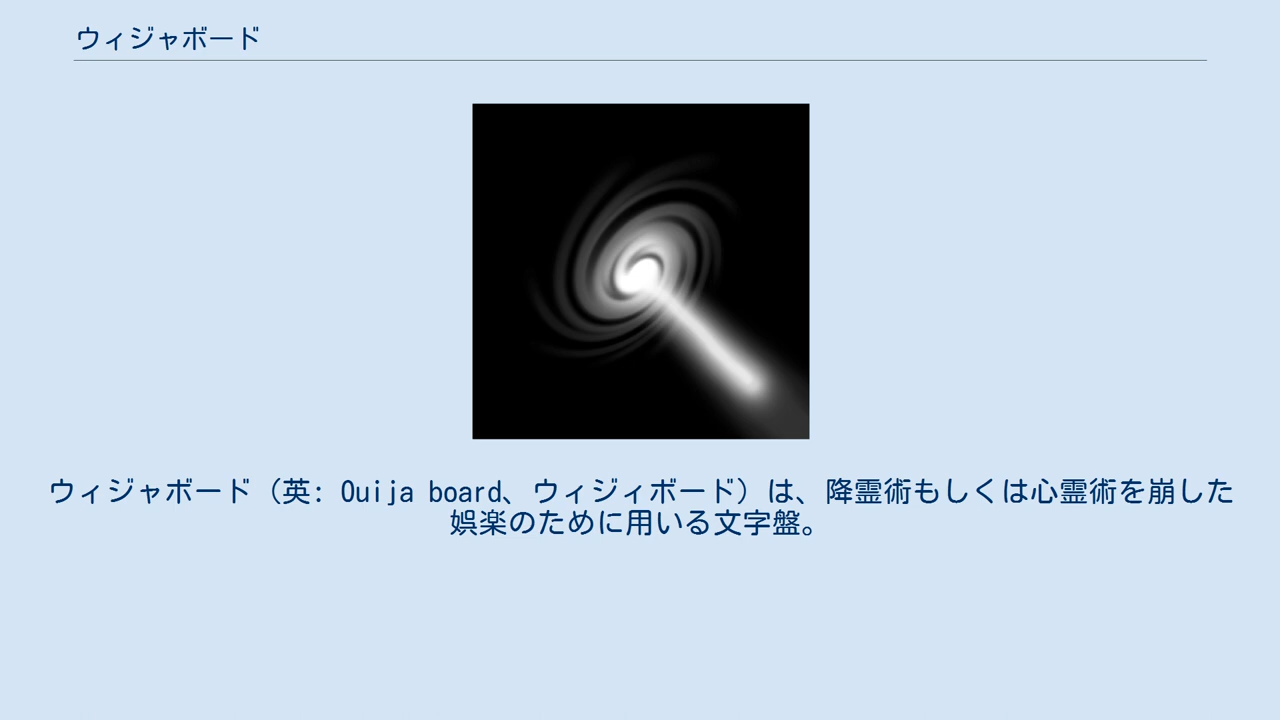 ウィジャボード
ウィジャボード（英: Ouija board、ウィジィボード）は、降霊術もしくは心霊術を崩した
娯楽のために用いる文字盤。